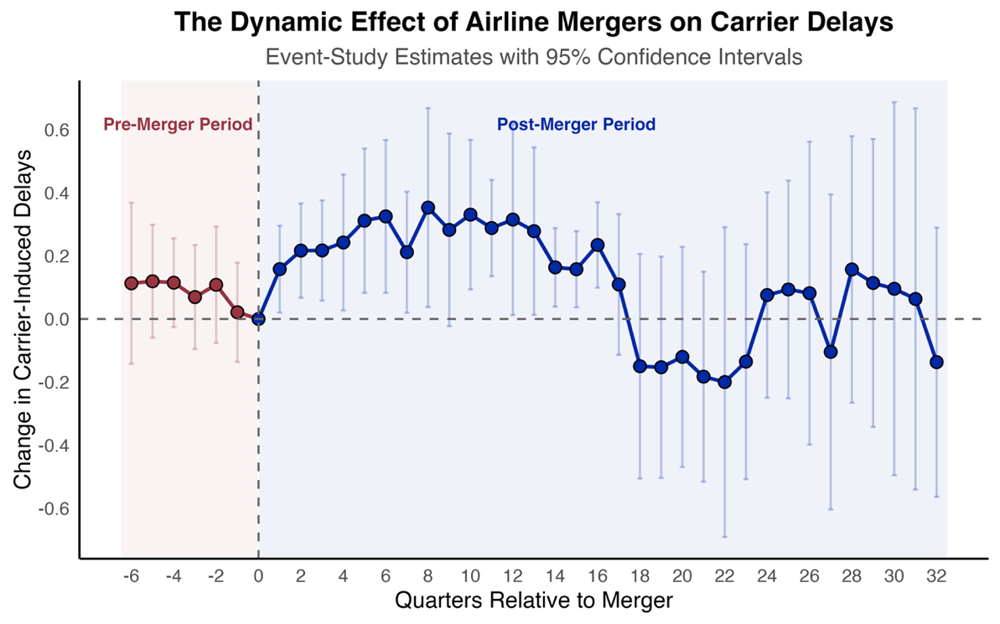 The Dynamic Effect of Airline Mergers on Carrier Delays
Event-Study Estimates with 95% Confidence Intervals
Pre-Merger Period
Post-Merger Period
Change in Carrier-Induced Delays
0.6
0.4
0.2
0.0
-0.2
-0.4
-0.6
-6 -4 -2 0 2 4 6 8 10 12 14 16 18 20 22 24 26 28 30 32
Quarters Relative to Merger